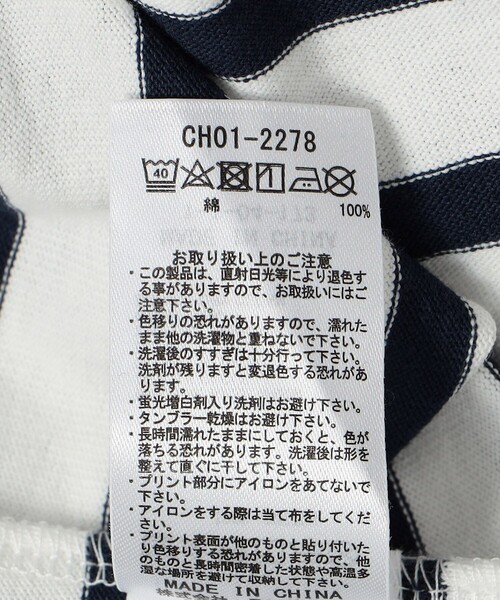 CH01-2278
40
綿 100%
お取り扱い上のご注意
・この製品は、直射日光等により退色す
る事がありますので、お取扱いにはご
注意下さい。
・色移りの恐れがありますので、濡れた
まま他の洗濯物と重ねないで下さい。
・洗濯後のすすぎは十分行って下さい。
洗剤が残りますと変退色する恐れがあ
ります。
・蛍光増白剤入り洗剤はお避け下さい。
・タンブラー乾燥はお避け下さい。
・長時間濡れたままにしておくと、色が
落ちる恐れがあります。洗濯後は形を
整えて直ぐに干して下さい。
・プリント部分にアイロンをあてないで
下さい。
・アイロンをする際は当て布をしてくだ
さい。
・プリント表面が他のものと貼り付いた
り色移りする恐れがありますので、他
のものと長時間密着した状態や高温多
湿な場所を避けて収納して下さい。
MADE IN CHINA